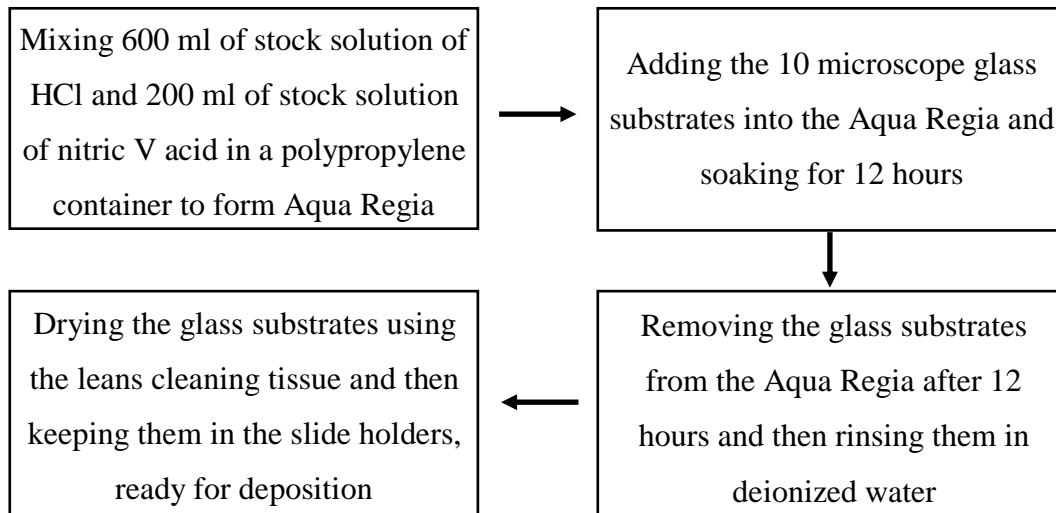 Mixing 600 ml of stock solution of
HCl and 200 ml of stock solution
of nitric V acid in a polypropylene
container to form Aqua Regia
Adding the 10 microscope glass
substrates into the Aqua Regia and
soaking for 12 hours
Removing the glass substrates
from the Aqua Regia after 12
hours and then rinsing them in
deionized water
Drying the glass substrates using
the leans cleaning tissue and then
keeping them in the slide holders,
ready for deposition